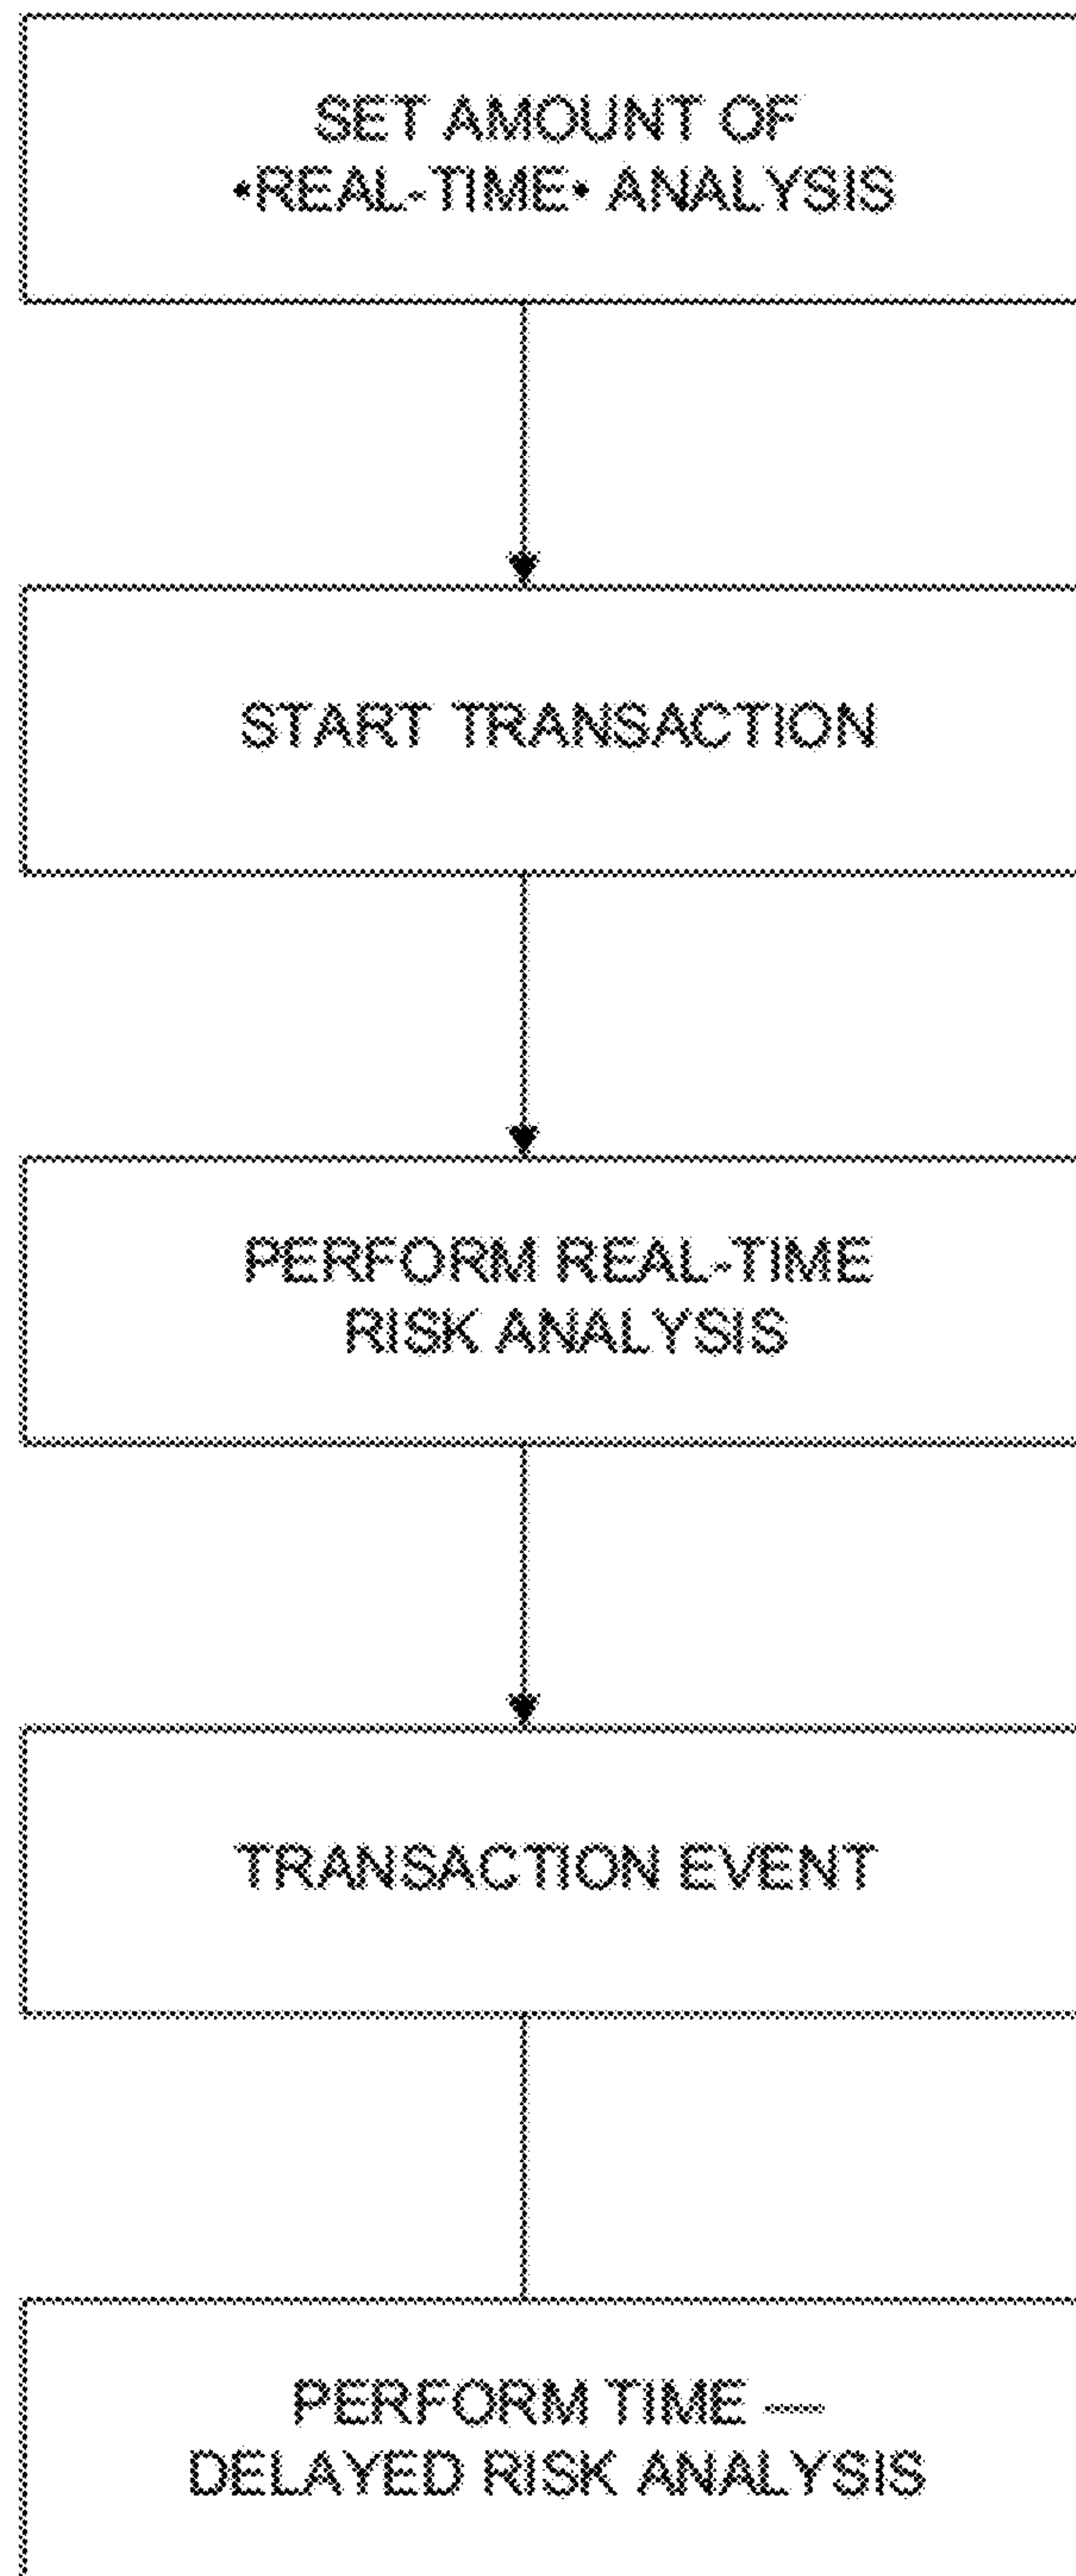 SET AMOUNT OF
•REAL-TIME• ANALYSIS
START TRANSACTION
PERFORM REAL-TIME
RISK ANALYSIS
TRANSACTION EVENT
PERFORM TIME —
DELAYED RISK ANALYSIS